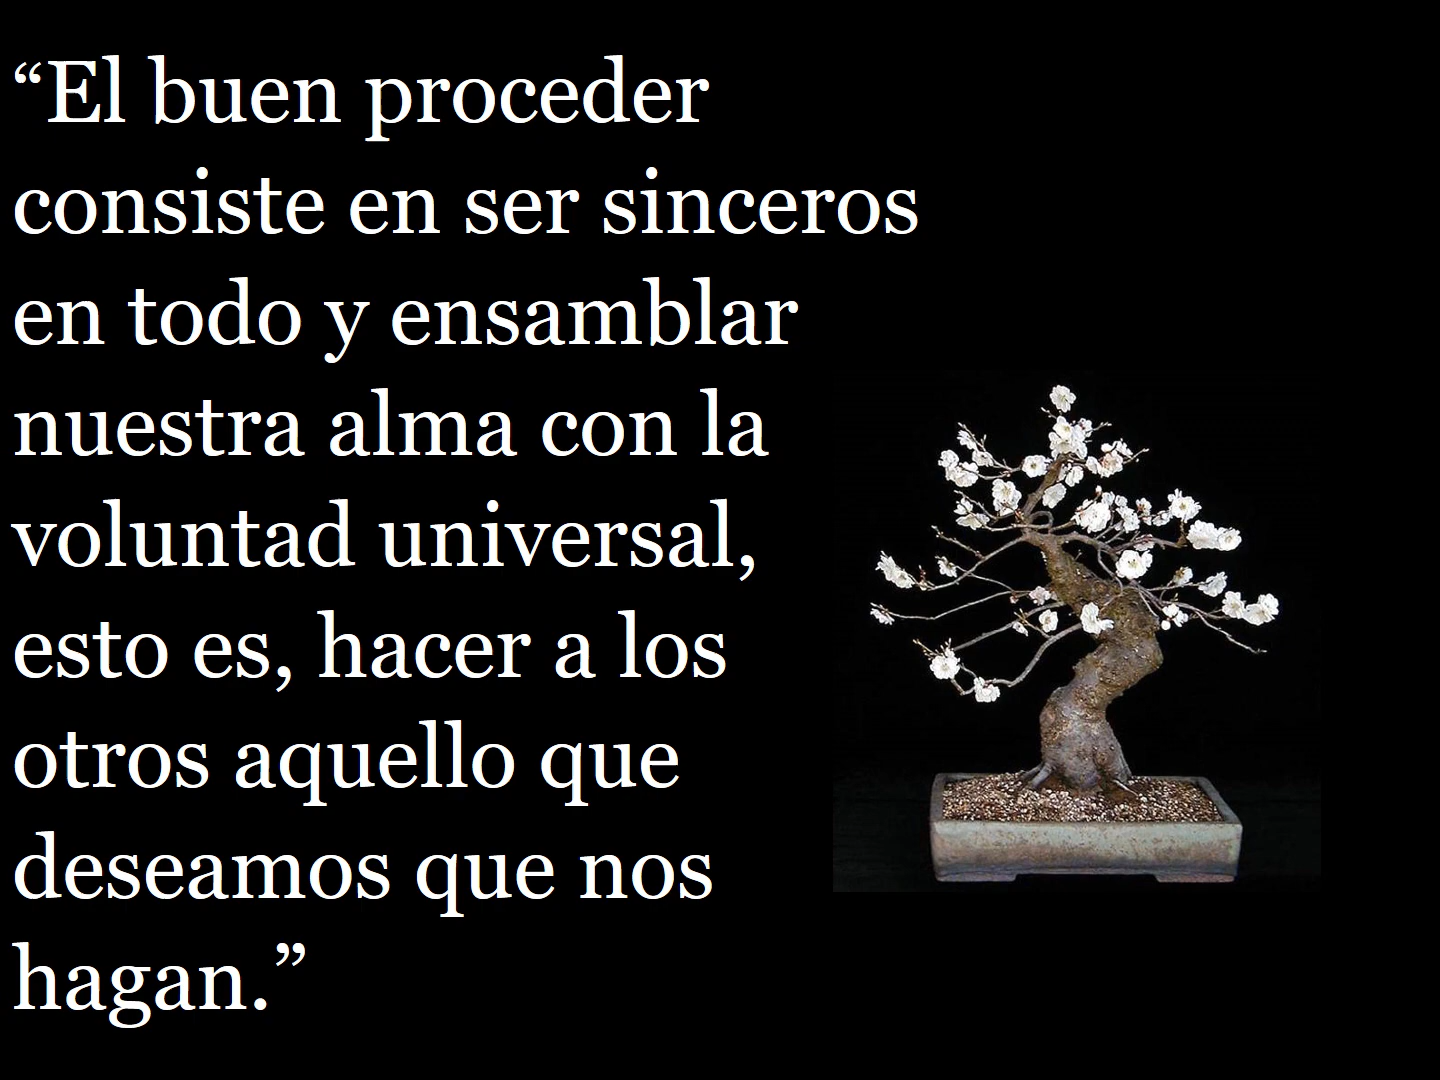 “El buen proceder
consiste en ser sinceros
en todo y ensamblar
nuestra alma con la
voluntad universal,
esto es, hacer a los
otros aquello que
deseamos que nos
hagan.”